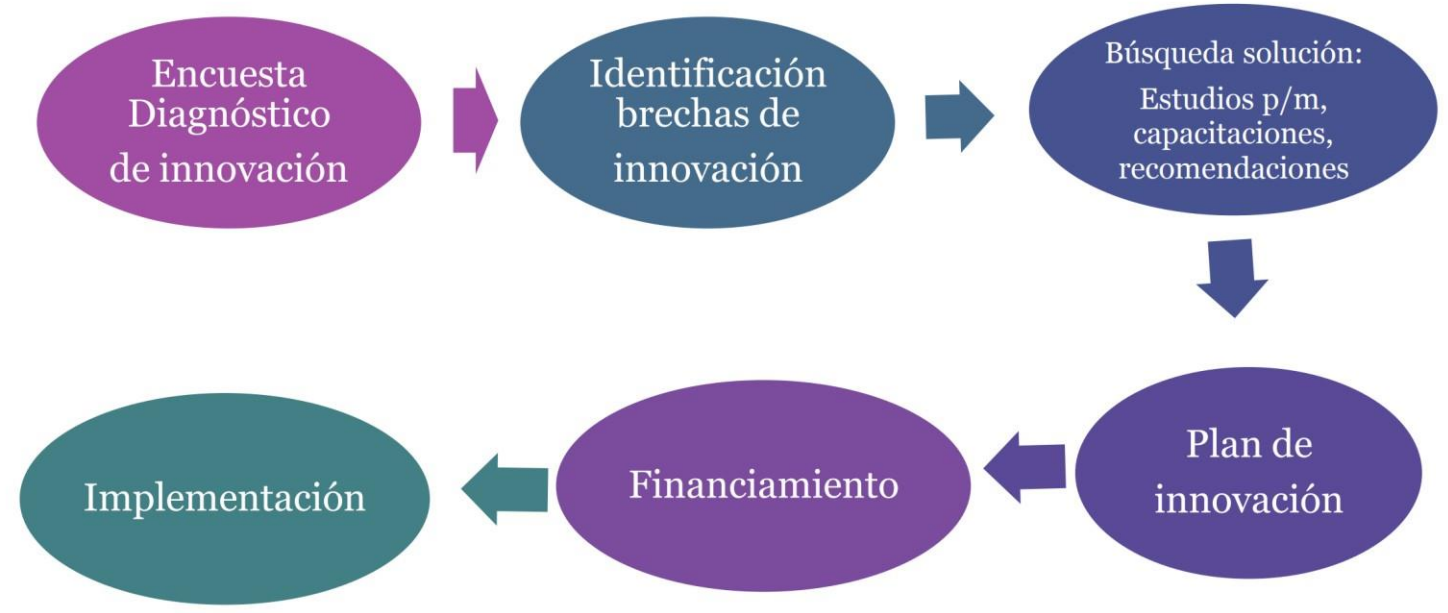 Encuesta
Diagnóstico
de innovación
Identificación
brechas de
innovación
Búsqueda solución:
Estudios p/m,
capacitaciones,
recomendaciones
Plan de
innovación
Financiamiento
Implementación